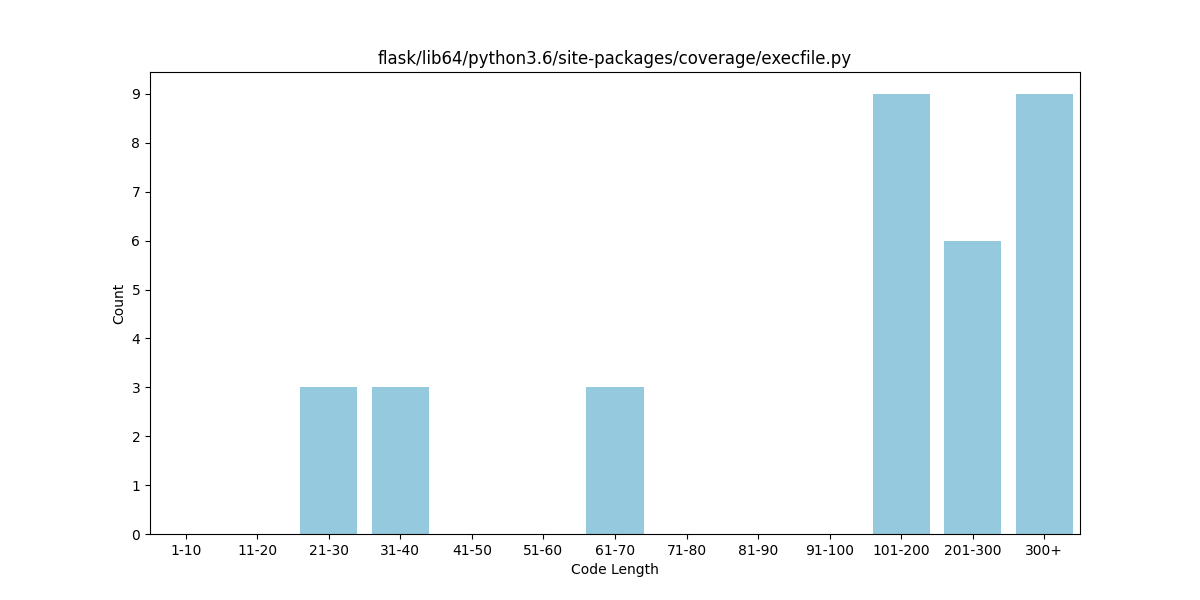 flask/lib64/python3.6/site-packages/coverage/execfile.py
9
8
7
6
5
4
3
2
1
0
Count
1-10 11-20 21-30 31-40 41-50 51-60 61-70 71-80 81-90 91-100 101-200 201-300 300+
Code Length